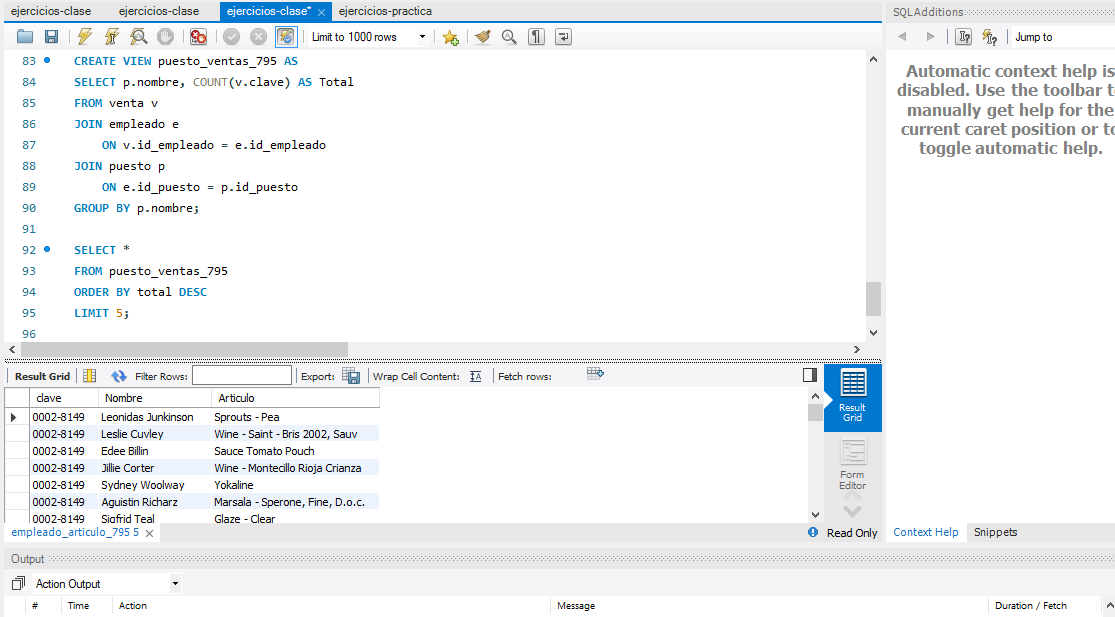 ejercicios-clase ejercicios-clase ejercicios-clase* ejercicios-practica
Limit to 1000 rows
83 CREATE VIEW puesto_ventas_795 AS
84 SELECT p.nombre, COUNT(v.clave) AS Total
85 FROM venta v
86 JOIN empleado e
87 ON v.id_empleado = e.id_empleado
88 JOIN puesto p
89 ON e.id_puesto = p.id_puesto
90 GROUP BY p.nombre;
91
92 SELECT *
93 FROM puesto_ventas_795
94 ORDER BY total DESC
95 LIMIT 5;
96
Result Grid Filter Rows: Export: Wrap Cell Content: IA Fetch rows:
clave Nombre Articulo
0002-8149 Leonidas Junkinson Sprouts - Pea
0002-8149 Leslie Cuvley Wine - Saint - Bris 2002, Sauv
0002-8149 Edee Billin Sauce Tomato Pouch
0002-8149 Jillie Corter Wine - Montecillo Rioja Crianza
0002-8149 Sydney Woolway Yokaline
0002-8149 Aguistin Richarz Marsala - Sperone, Fine, D.o.c.
0002-8149 Sigfrid Teal Glaze - Clear
Result
Grid
Form
Editor
empleado_articulo_795 5
Read Only
SQLAdditions
Jump to
Automatic context help is
disabled. Use the toolbar to
manually get help for the
current caret position or to
toggle automatic help.
Context Help Snippets
Output
Action Output
# Time Action Message Duration / Fetch